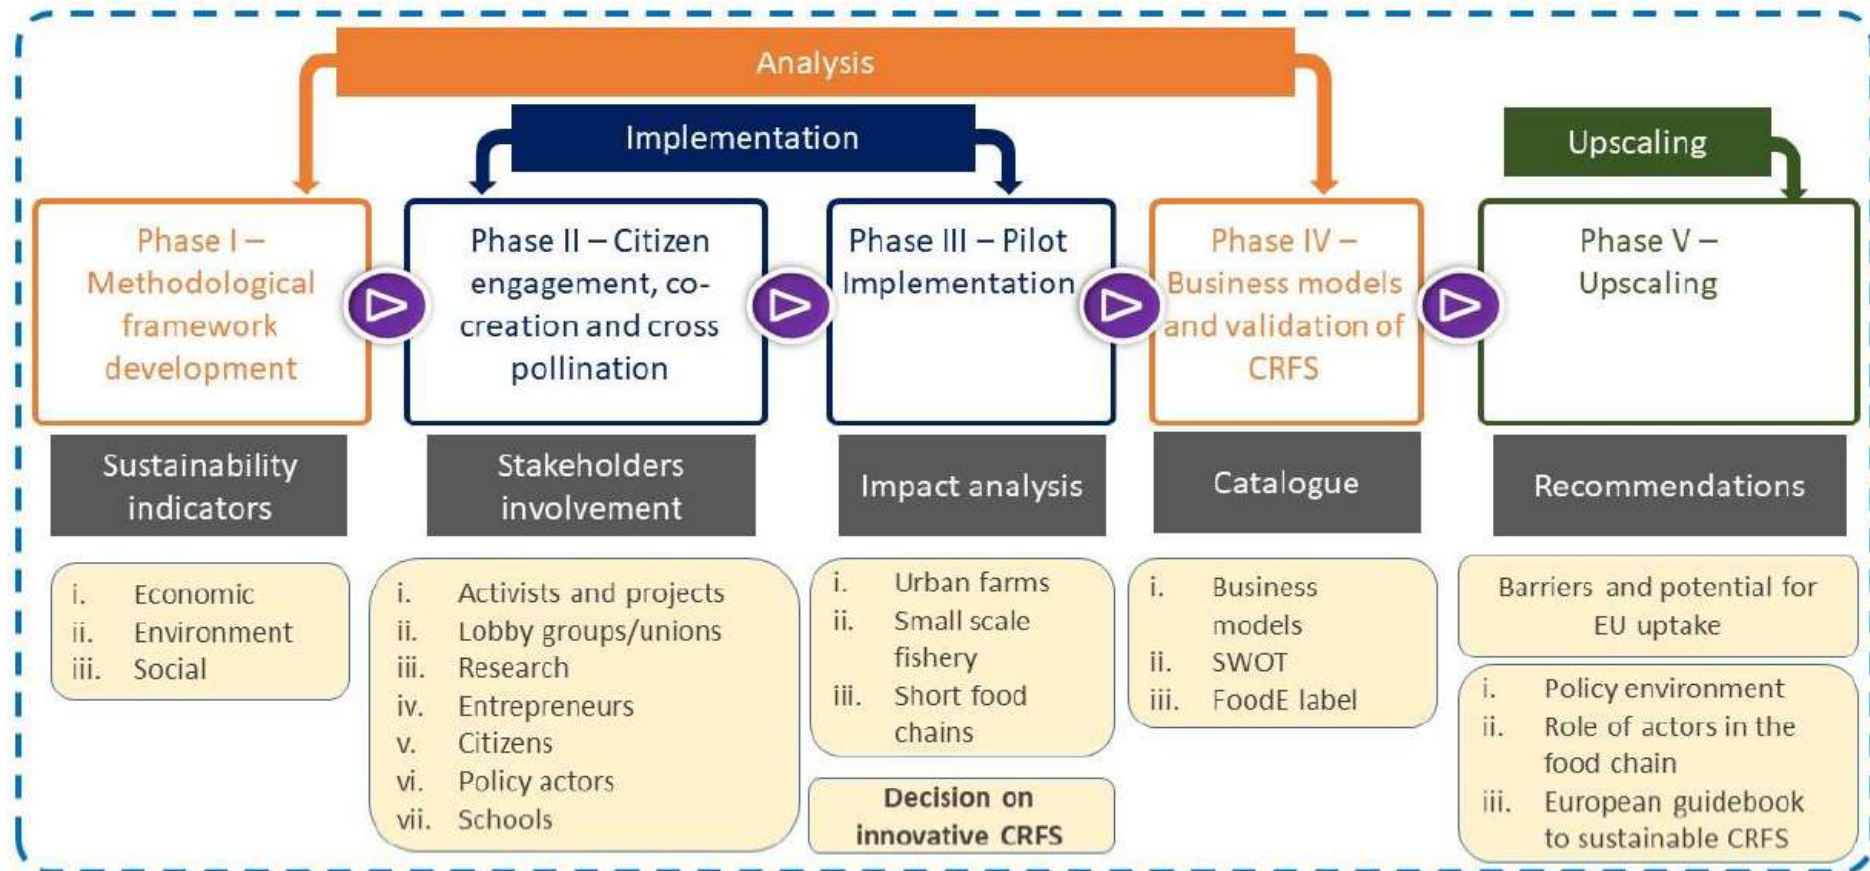 Analysis
Implementation
Upscaling
Phase I –
Methodological
framework
development
Phase II – Citizen
engagement, co-
creation and cross
pollination
Phase III – Pilot
Implementation
Phase IV –
Business models
and validation of
CRFS
Phase V –
Upscaling
Sustainability
indicators
Stakeholders
involvement
Impact analysis
Catalogue
Recommendations
i. Economic
ii. Environment
iii. Social
i. Activists and projects
ii. Lobby groups/unions
iii. Research
iv. Entrepreneurs
v. Citizens
vi. Policy actors
vii. Schools
i. Urban farms
ii. Small scale
fishery
iii. Short food
chains
Decision on
innovative CRFS
i. Business
models
ii. SWOT
iii. FoodE label
Barriers and potential for
EU uptake
i. Policy environment
ii. Role of actors in the
food chain
iii. European guidebook
to sustainable CRFS